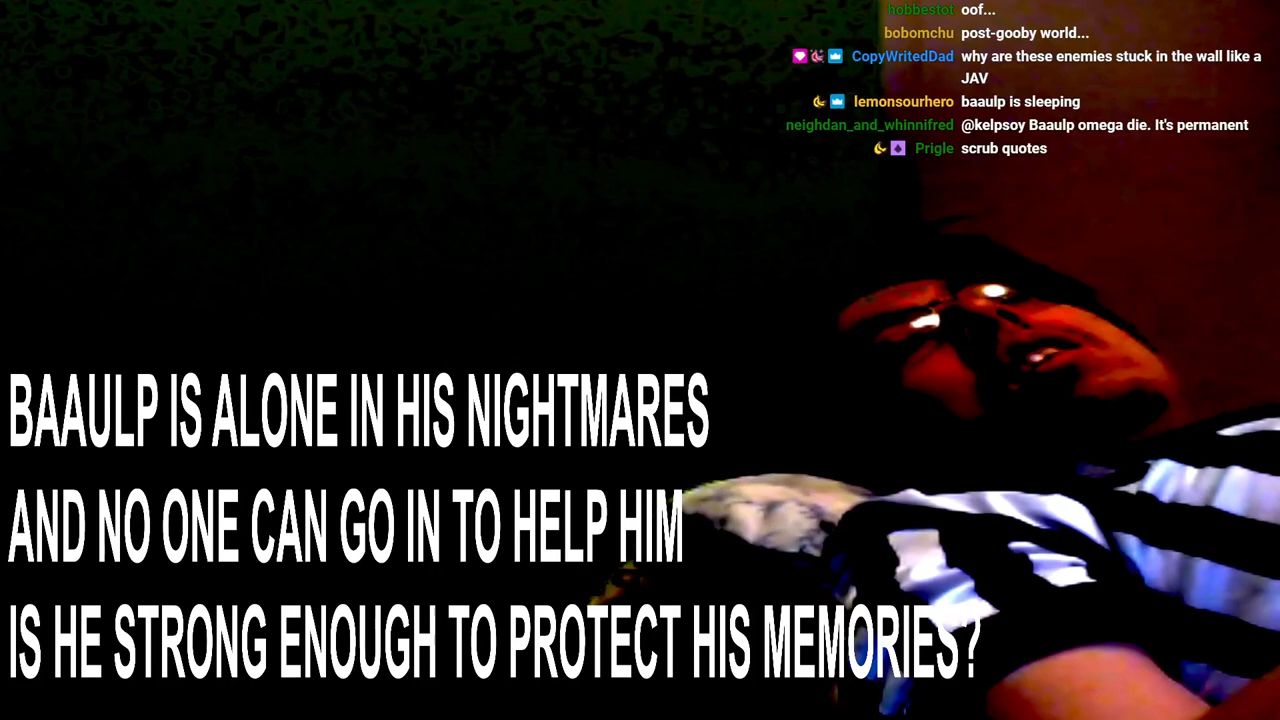 hobbestot oof...
bobomchu post-gooby world...
CopyWritedDad why are these enemies stuck in the wall like a
JAV
lemonsourhero baaulp is sleeping
neighdan_and_whinnifred @kelpsoy Baaulp omega die. It's permanent
Prigle scrub quotes
BAAULP IS ALONE IN HIS NIGHTMARES
AND NO ONE CAN GO IN TO HELP HIM
IS HE STRONG ENOUGH TO PROTECT HIS MEMORIES?